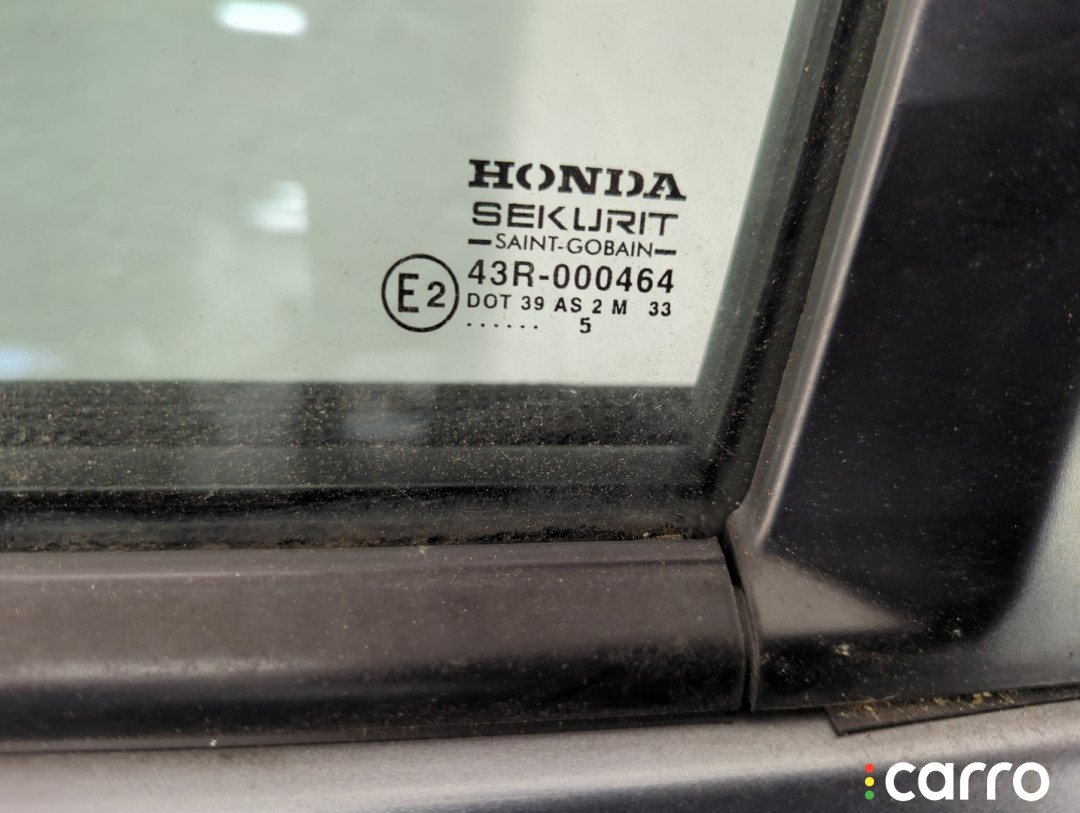 HONDA
SEKURIT
SAINT-GOBAIN
E2
43R-000464
DOT 39 AS 2 M 33
...... 5
carro